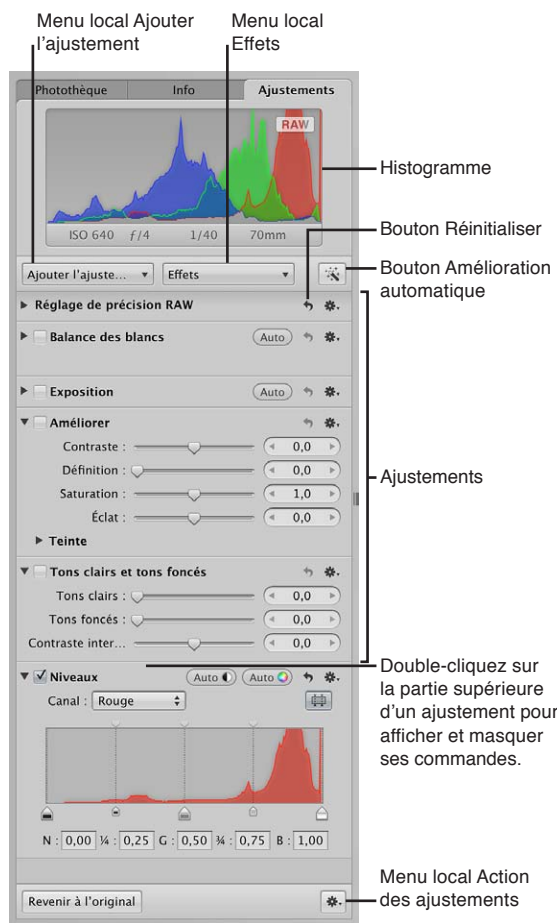 Menu local Ajouter
l'ajustement
Menu local
Effets
Photothèque Info Ajustements
RAW
Histogramme
ISO 640 ƒ/4 1/40 70mm
Bouton Réinitialiser
Ajouter l'ajuste... Effets
Bouton Amélioration
automatique
Réglage de précision RAW
Balance des blancs Auto
Exposition Auto
Améliorer
Contraste : 0,0
Définition : 0,0
Saturation : 1,0
Éclat : 0,0
Teinte
Ajustements
Tons clairs et tons foncés
Tons clairs : 0,0
Tons foncés : 0,0
Contraste inter... 0,0
Double-cliquez sur
la partie supérieure
d'un ajustement pour
afficher et masquer
ses commandes.
Niveaux Auto Auto
Canal : Rouge
N : 0,00 ¼ : 0,25 G : 0,50 ¾ : 0,75 B : 1,00
Revenir à l'original
Menu local Action
des ajustements